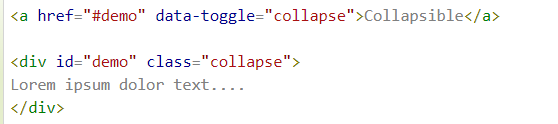 <a href="#demo" data-toggle="collapse">Collapsible</a>
<div id="demo" class="collapse">
Lorem ipsum dolor text....
</div>